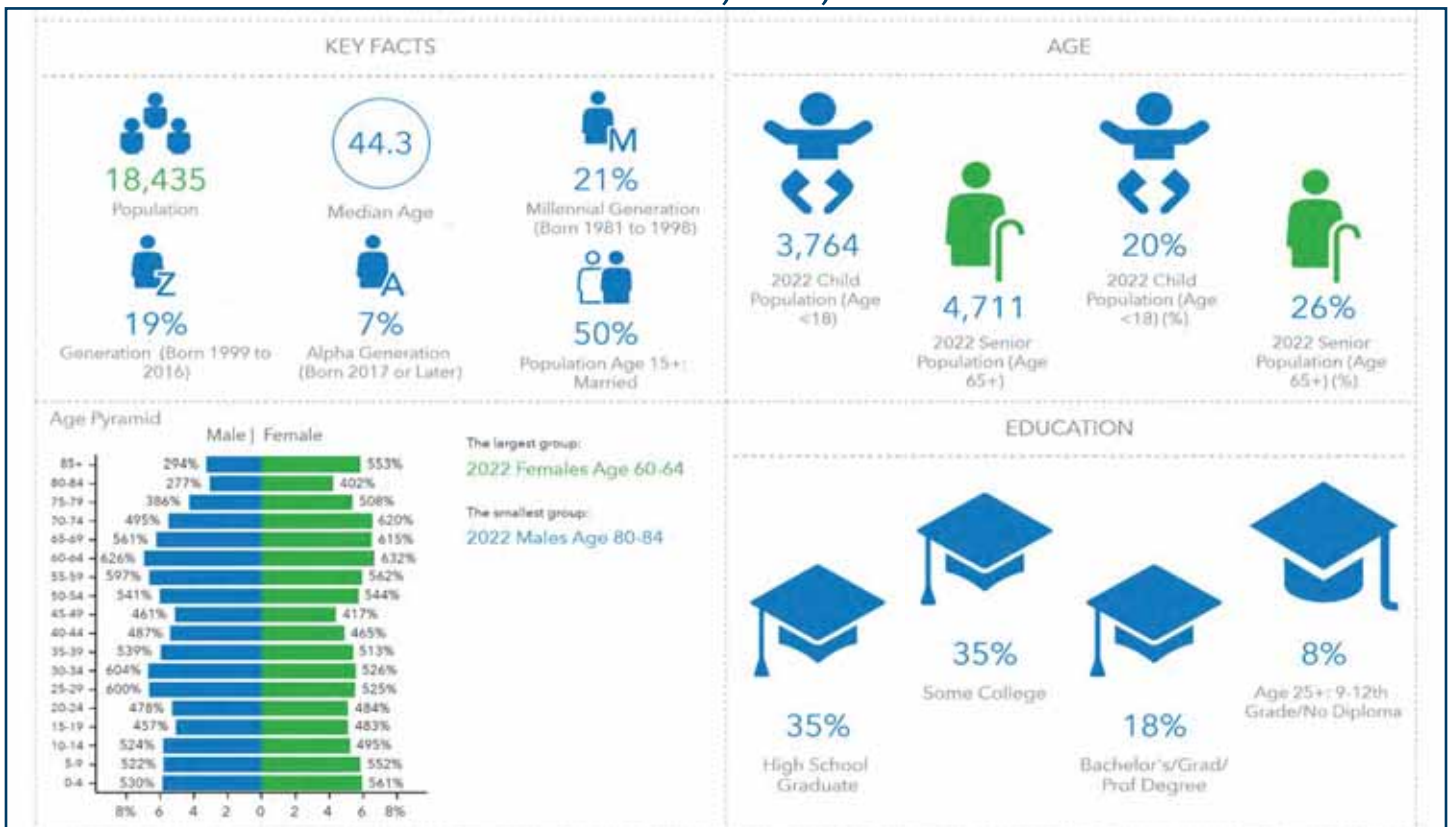 KEY FACTS
18,435
Population
44.3
Median Age
M
21%
Millennial Generation
(Born 1981 to 1998)
Z
19%
Generation (Born 1999 to
2016)
A
7%
Alpha Generation
(Born 2017 or Later)
50%
Population Age 15+:
Married
AGE
3,764
2022 Child
Population (Age
<18)
4,711
2022 Senior
Population (Age
65+)
20%
2022 Child
Population (Age
<18) (%)
26%
2022 Senior
Population (Age
65+) (%)
Age Pyramid
Male | Female
85+ 294% 553%
80-84 277% 402%
75-79 386% 508%
70-74 495% 620%
65-69 561% 615%
60-64 626% 632%
55-59 597% 562%
50-54 541% 544%
45-49 461% 417%
40-44 487% 465%
35-39 539% 513%
30-34 604% 526%
25-29 600% 525%
20-24 478% 484%
15-19 457% 483%
10-14 524% 495%
5-9 522% 552%
0-4 530% 561%
8% 6 4 2 0 2 4 6 8%
The largest group:
2022 Females Age 60-64
The smallest group:
2022 Males Age 80-84
EDUCATION
35%
High School
Graduate
35%
Some College
18%
Bachelor's/Grad/
Prof Degree
8%
Age 25+: 9-12th
Grade/No Diploma